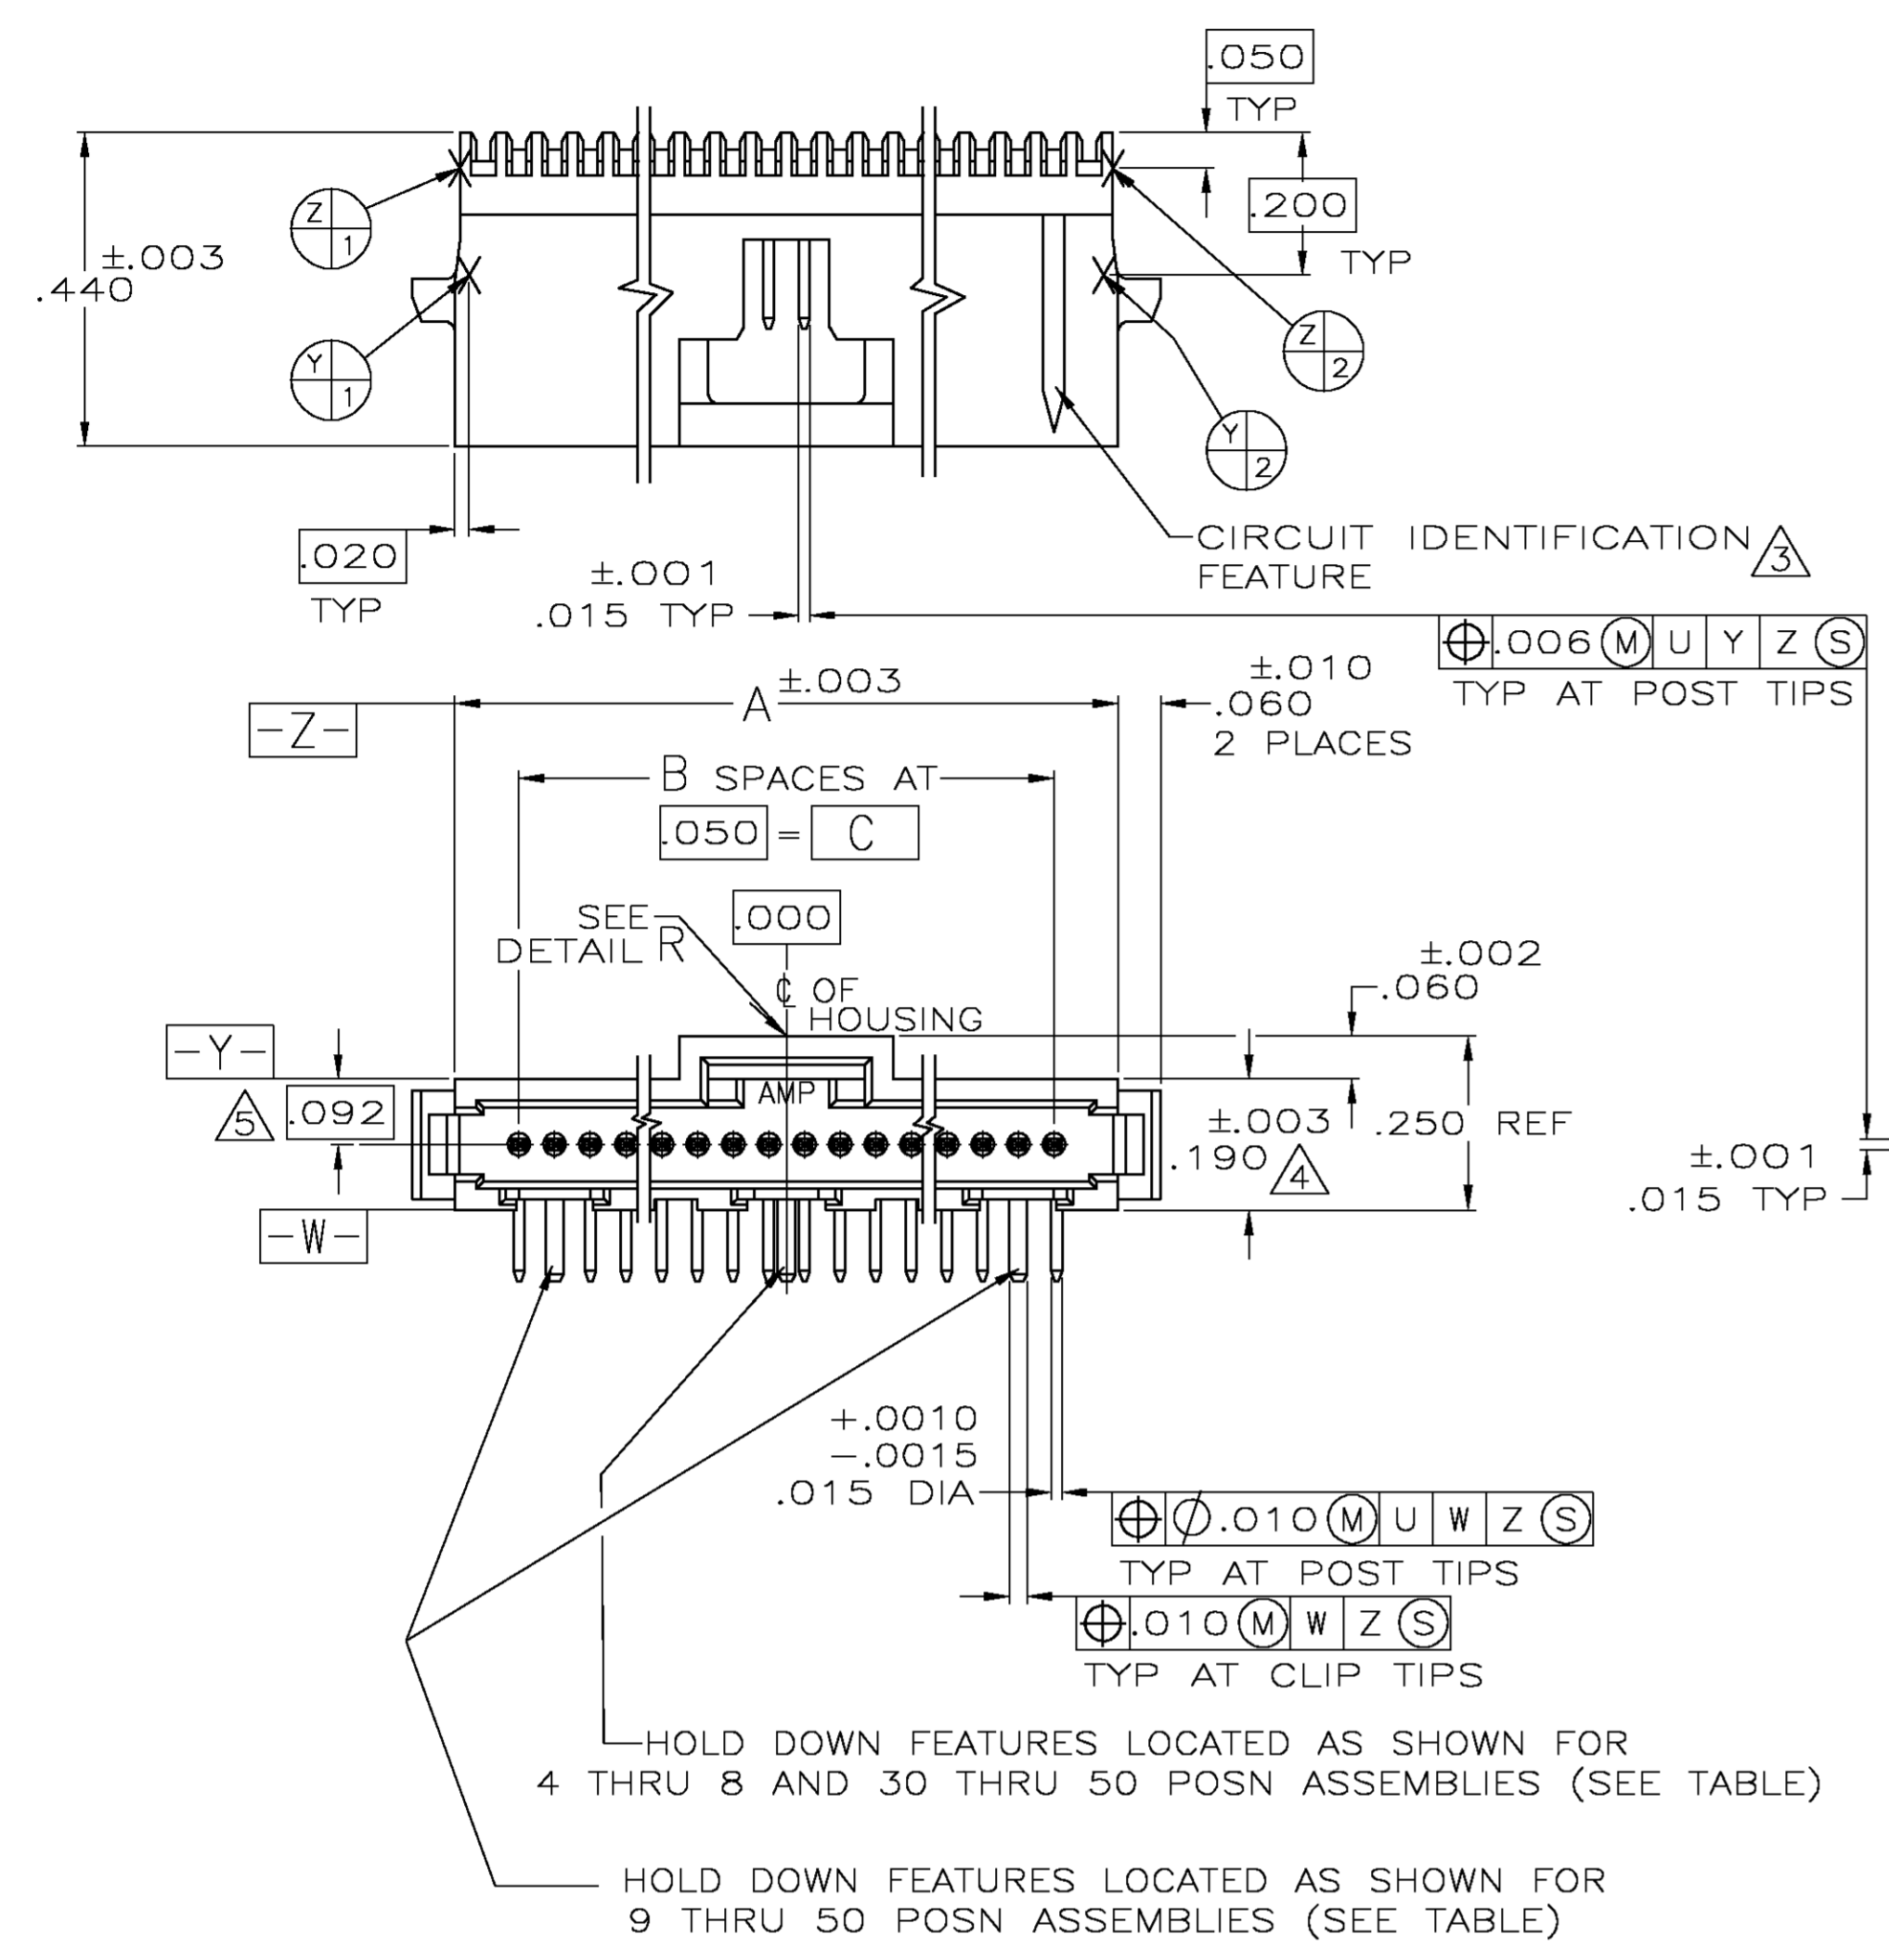 .050
TYP
Z
1
.200
TYP
±.003
.440
Y
1
Z
2
Y
2
.020
TYP
±.001
.015 TYP
CIRCUIT IDENTIFICATION 3
FEATURE
⌖ .006 Ⓜ U Y Z Ⓢ
TYP AT POST TIPS
±.003
A
±.010
.060
2 PLACES
-Z-
B SPACES AT
.050 = C
SEE
DETAIL R
.000
℄ OF
HOUSING
±.002
.060
-Y-
5 .092
AMP
±.003
.190 4
.250 REF
±.001
.015 TYP
-W-
+.0010
-.0015
.015 DIA
⌖ ⌀.010 Ⓜ U W Z Ⓢ
TYP AT POST TIPS
⌖ .010 Ⓜ W Z Ⓢ
TYP AT CLIP TIPS
HOLD DOWN FEATURES LOCATED AS SHOWN FOR
4 THRU 8 AND 30 THRU 50 POSN ASSEMBLIES (SEE TABLE)
HOLD DOWN FEATURES LOCATED AS SHOWN FOR
9 THRU 50 POSN ASSEMBLIES (SEE TABLE)